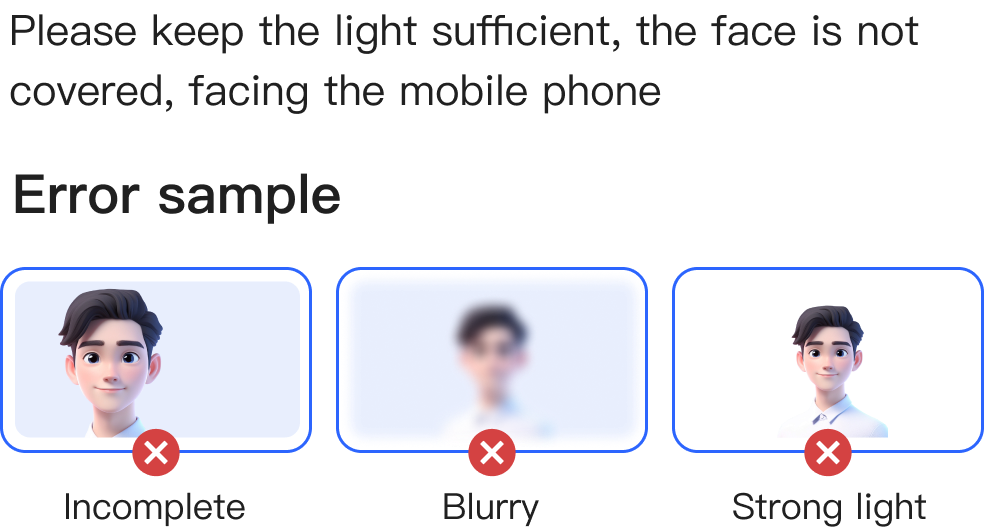 Please keep the light sufficient, the face is not
covered, facing the mobile phone
Error sample
Incomplete
Blurry
Strong light